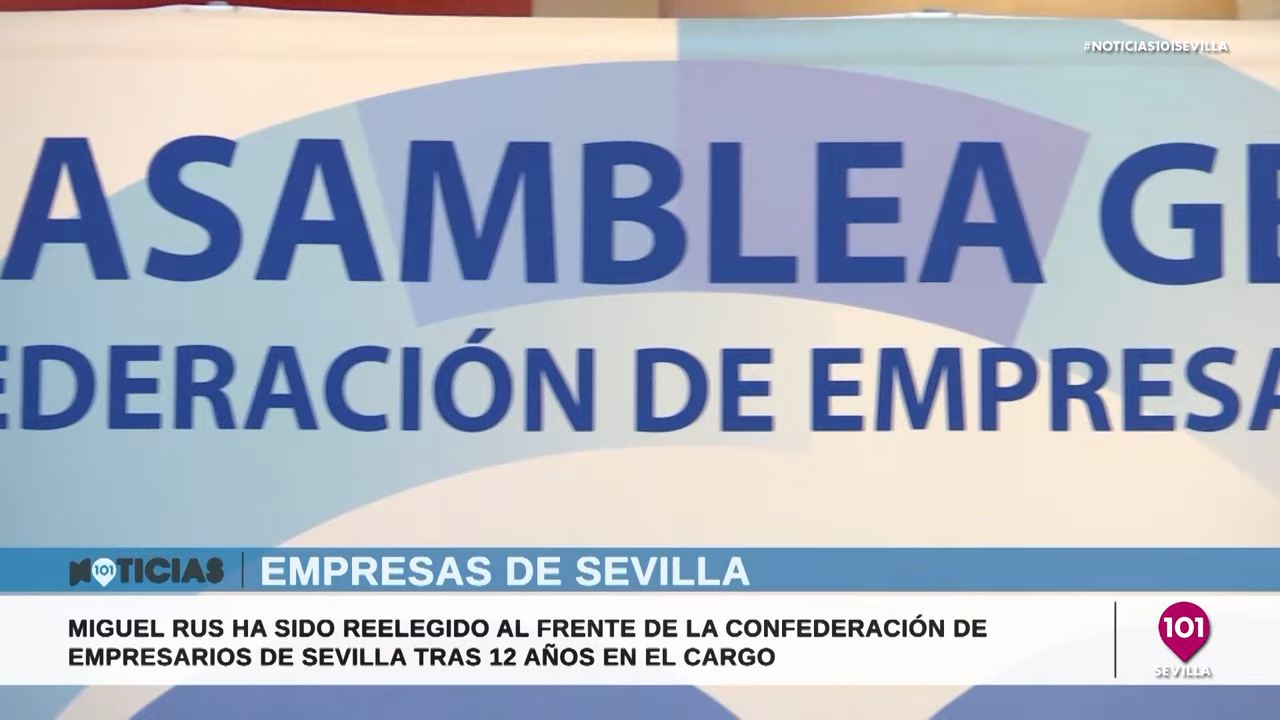 #NOTICIAS101SEVILLA
ASAMBLEA GE
EDERACIÓN DE EMPRESA
NOTICIAS 101
EMPRESAS DE SEVILLA
MIGUEL RUS HA SIDO REELEGIDO AL FRENTE DE LA CONFEDERACIÓN DE
EMPRESARIOS DE SEVILLA TRAS 12 AÑOS EN EL CARGO
101
SEVILLA